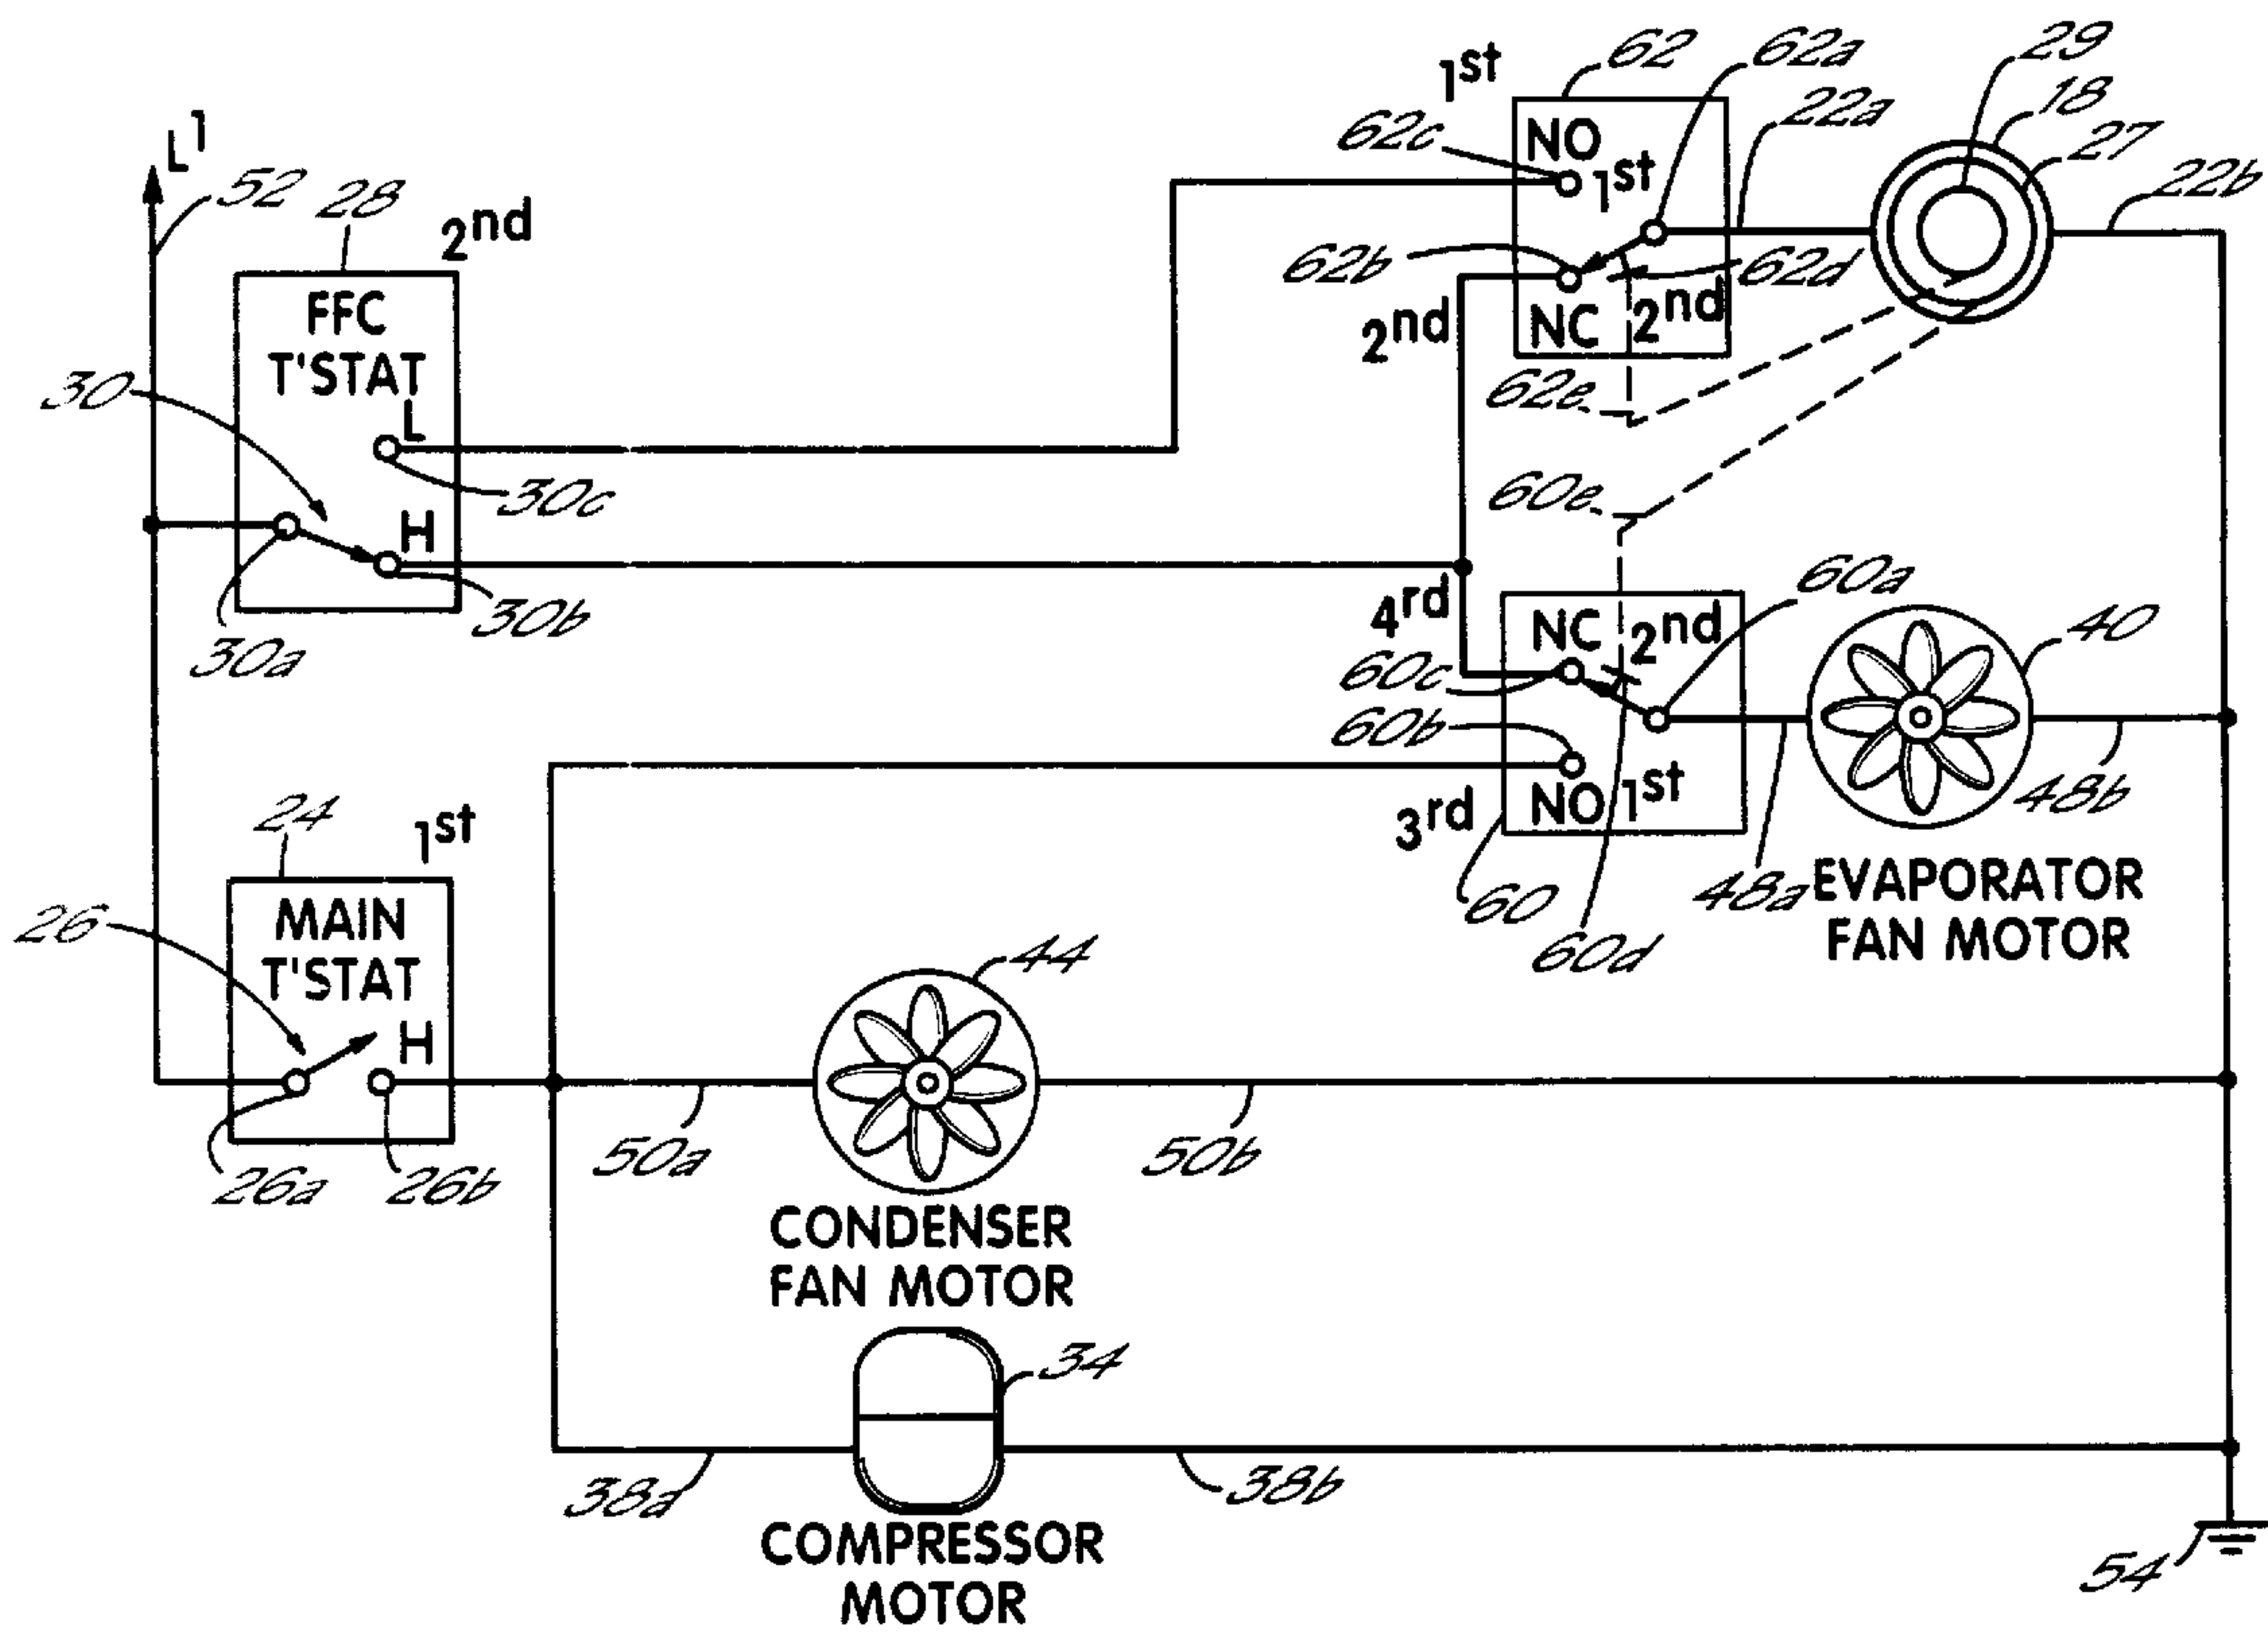 L1
52
28
2nd
FFC
T'STAT
L
30
30c
H
30b
30a
1st
62
62a
29
18
27
22a
22b
62c
NO
1st
62b
62d
2nd
NC
2nd
62e
60e
4rd
NC
2nd
60a
40
60c
60b
NO
1st
3rd
60
60d
48a
48b
EVAPORATOR
FAN MOTOR
24
1st
MAIN
T'STAT
26
H
26a
26b
44
50a
50b
CONDENSER
FAN MOTOR
34
38a
38b
COMPRESSOR
MOTOR
54